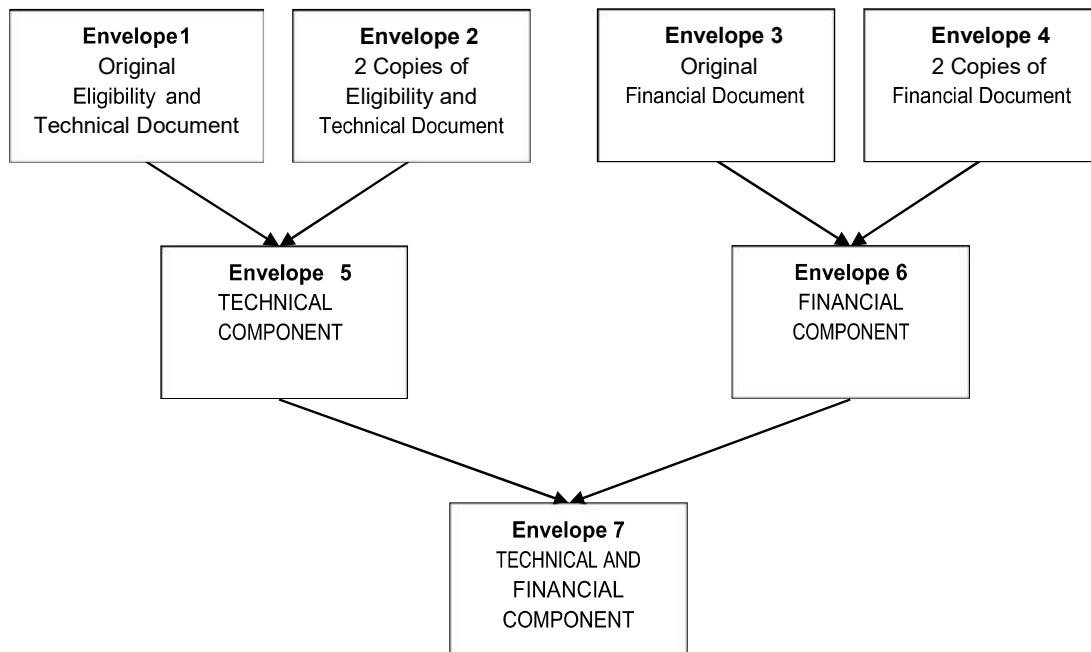 Envelope 1
Original
Eligibility and
Technical Document
Envelope 2
2 Copies of
Eligibility and
Technical Document
Envelope 3
Original
Financial Document
Envelope 4
2 Copies of
Financial Document
Envelope 5
TECHNICAL
COMPONENT
Envelope 6
FINANCIAL
COMPONENT
Envelope 7
TECHNICAL AND
FINANCIAL
COMPONENT